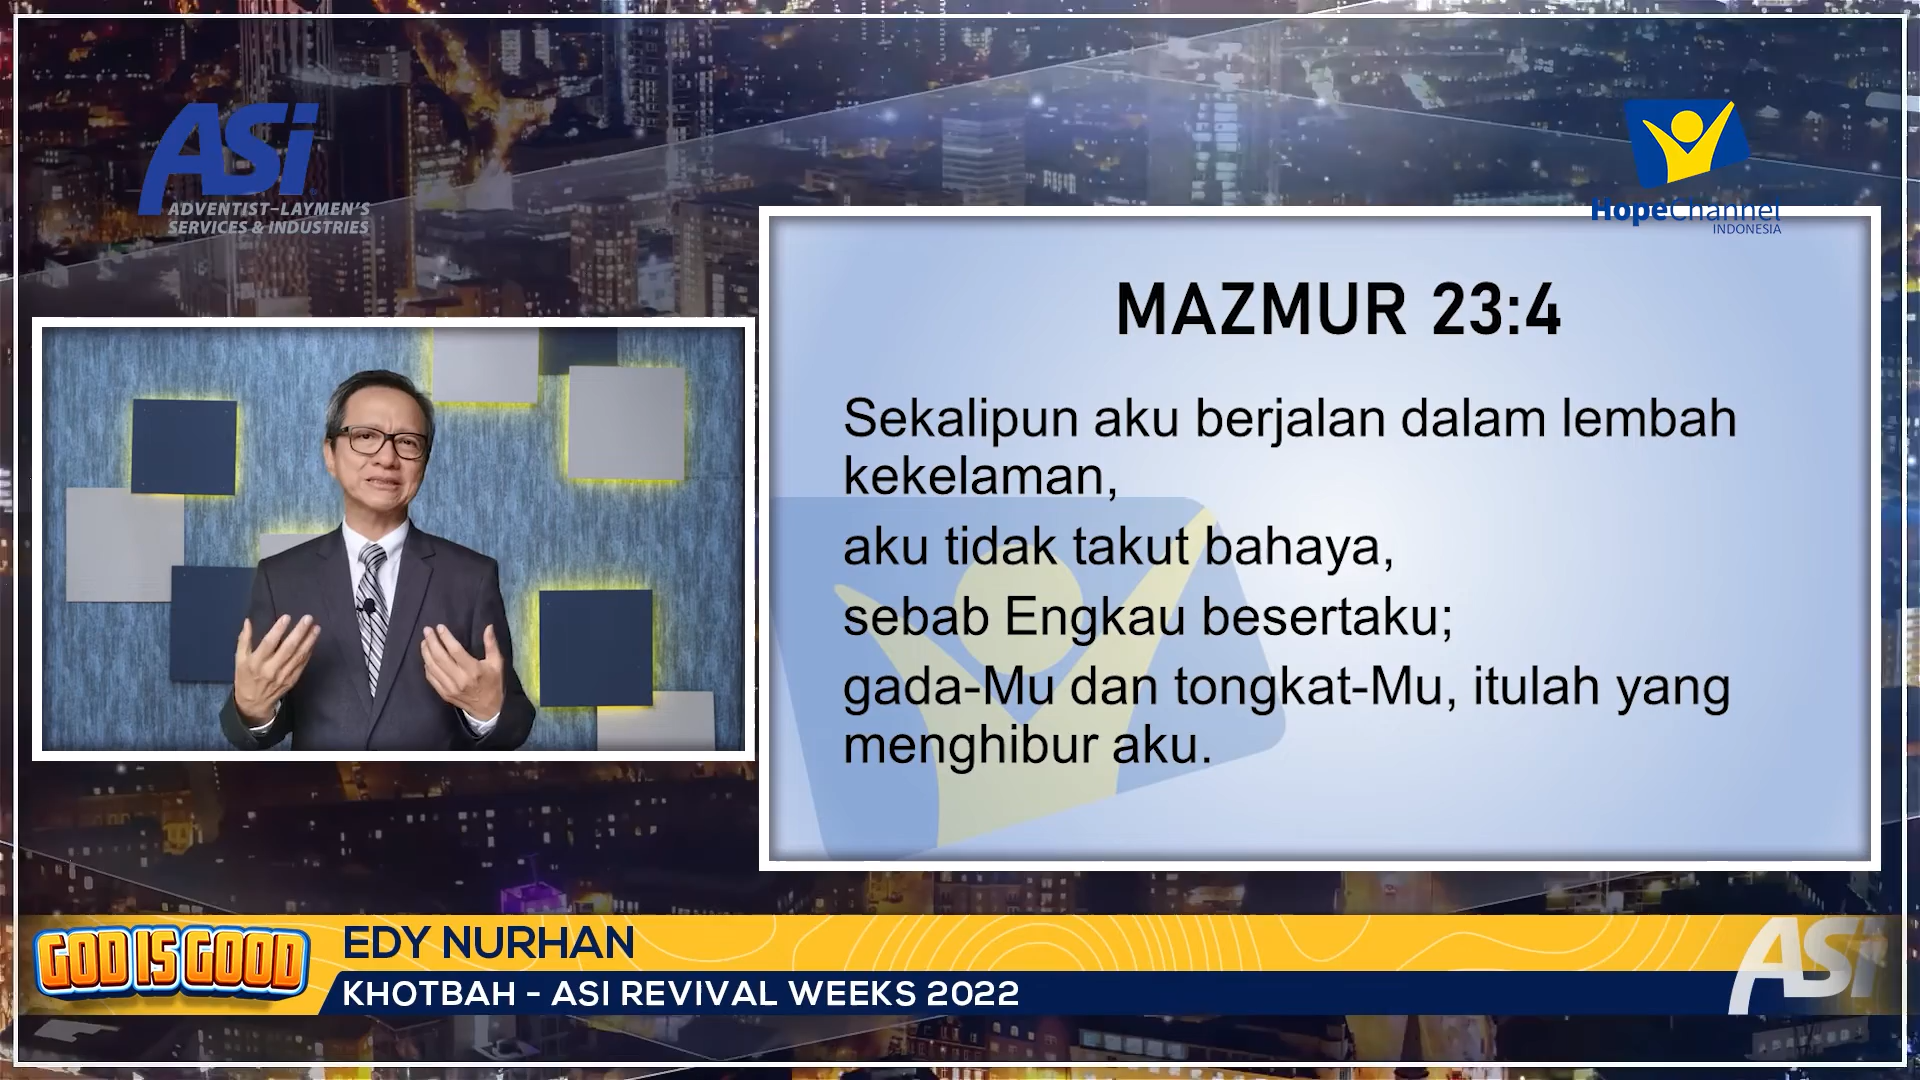 ASi
ADVENTIST-LAYMEN'S
SERVICES & INDUSTRIES
HopeChannel
INDONESIA
MAZMUR 23:4
Sekalipun aku berjalan dalam lembah
kekelaman,
aku tidak takut bahaya,
sebab Engkau besertaku;
gada-Mu dan tongkat-Mu, itulah yang
menghibur aku.
GOD IS GOOD
EDY NURHAN
KHOTBAH - ASI REVIVAL WEEKS 2022
ASi